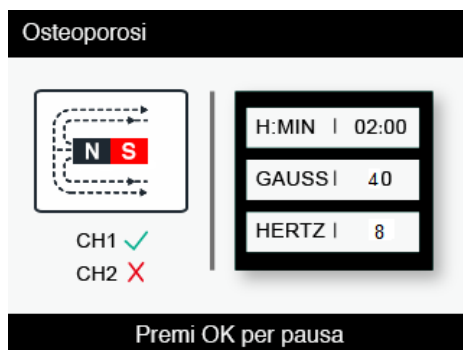 Osteoporosi
N S
CH1
CH2
H:MIN | 02:00
GAUSS | 40
HERTZ | 8
Premi OK per pausa